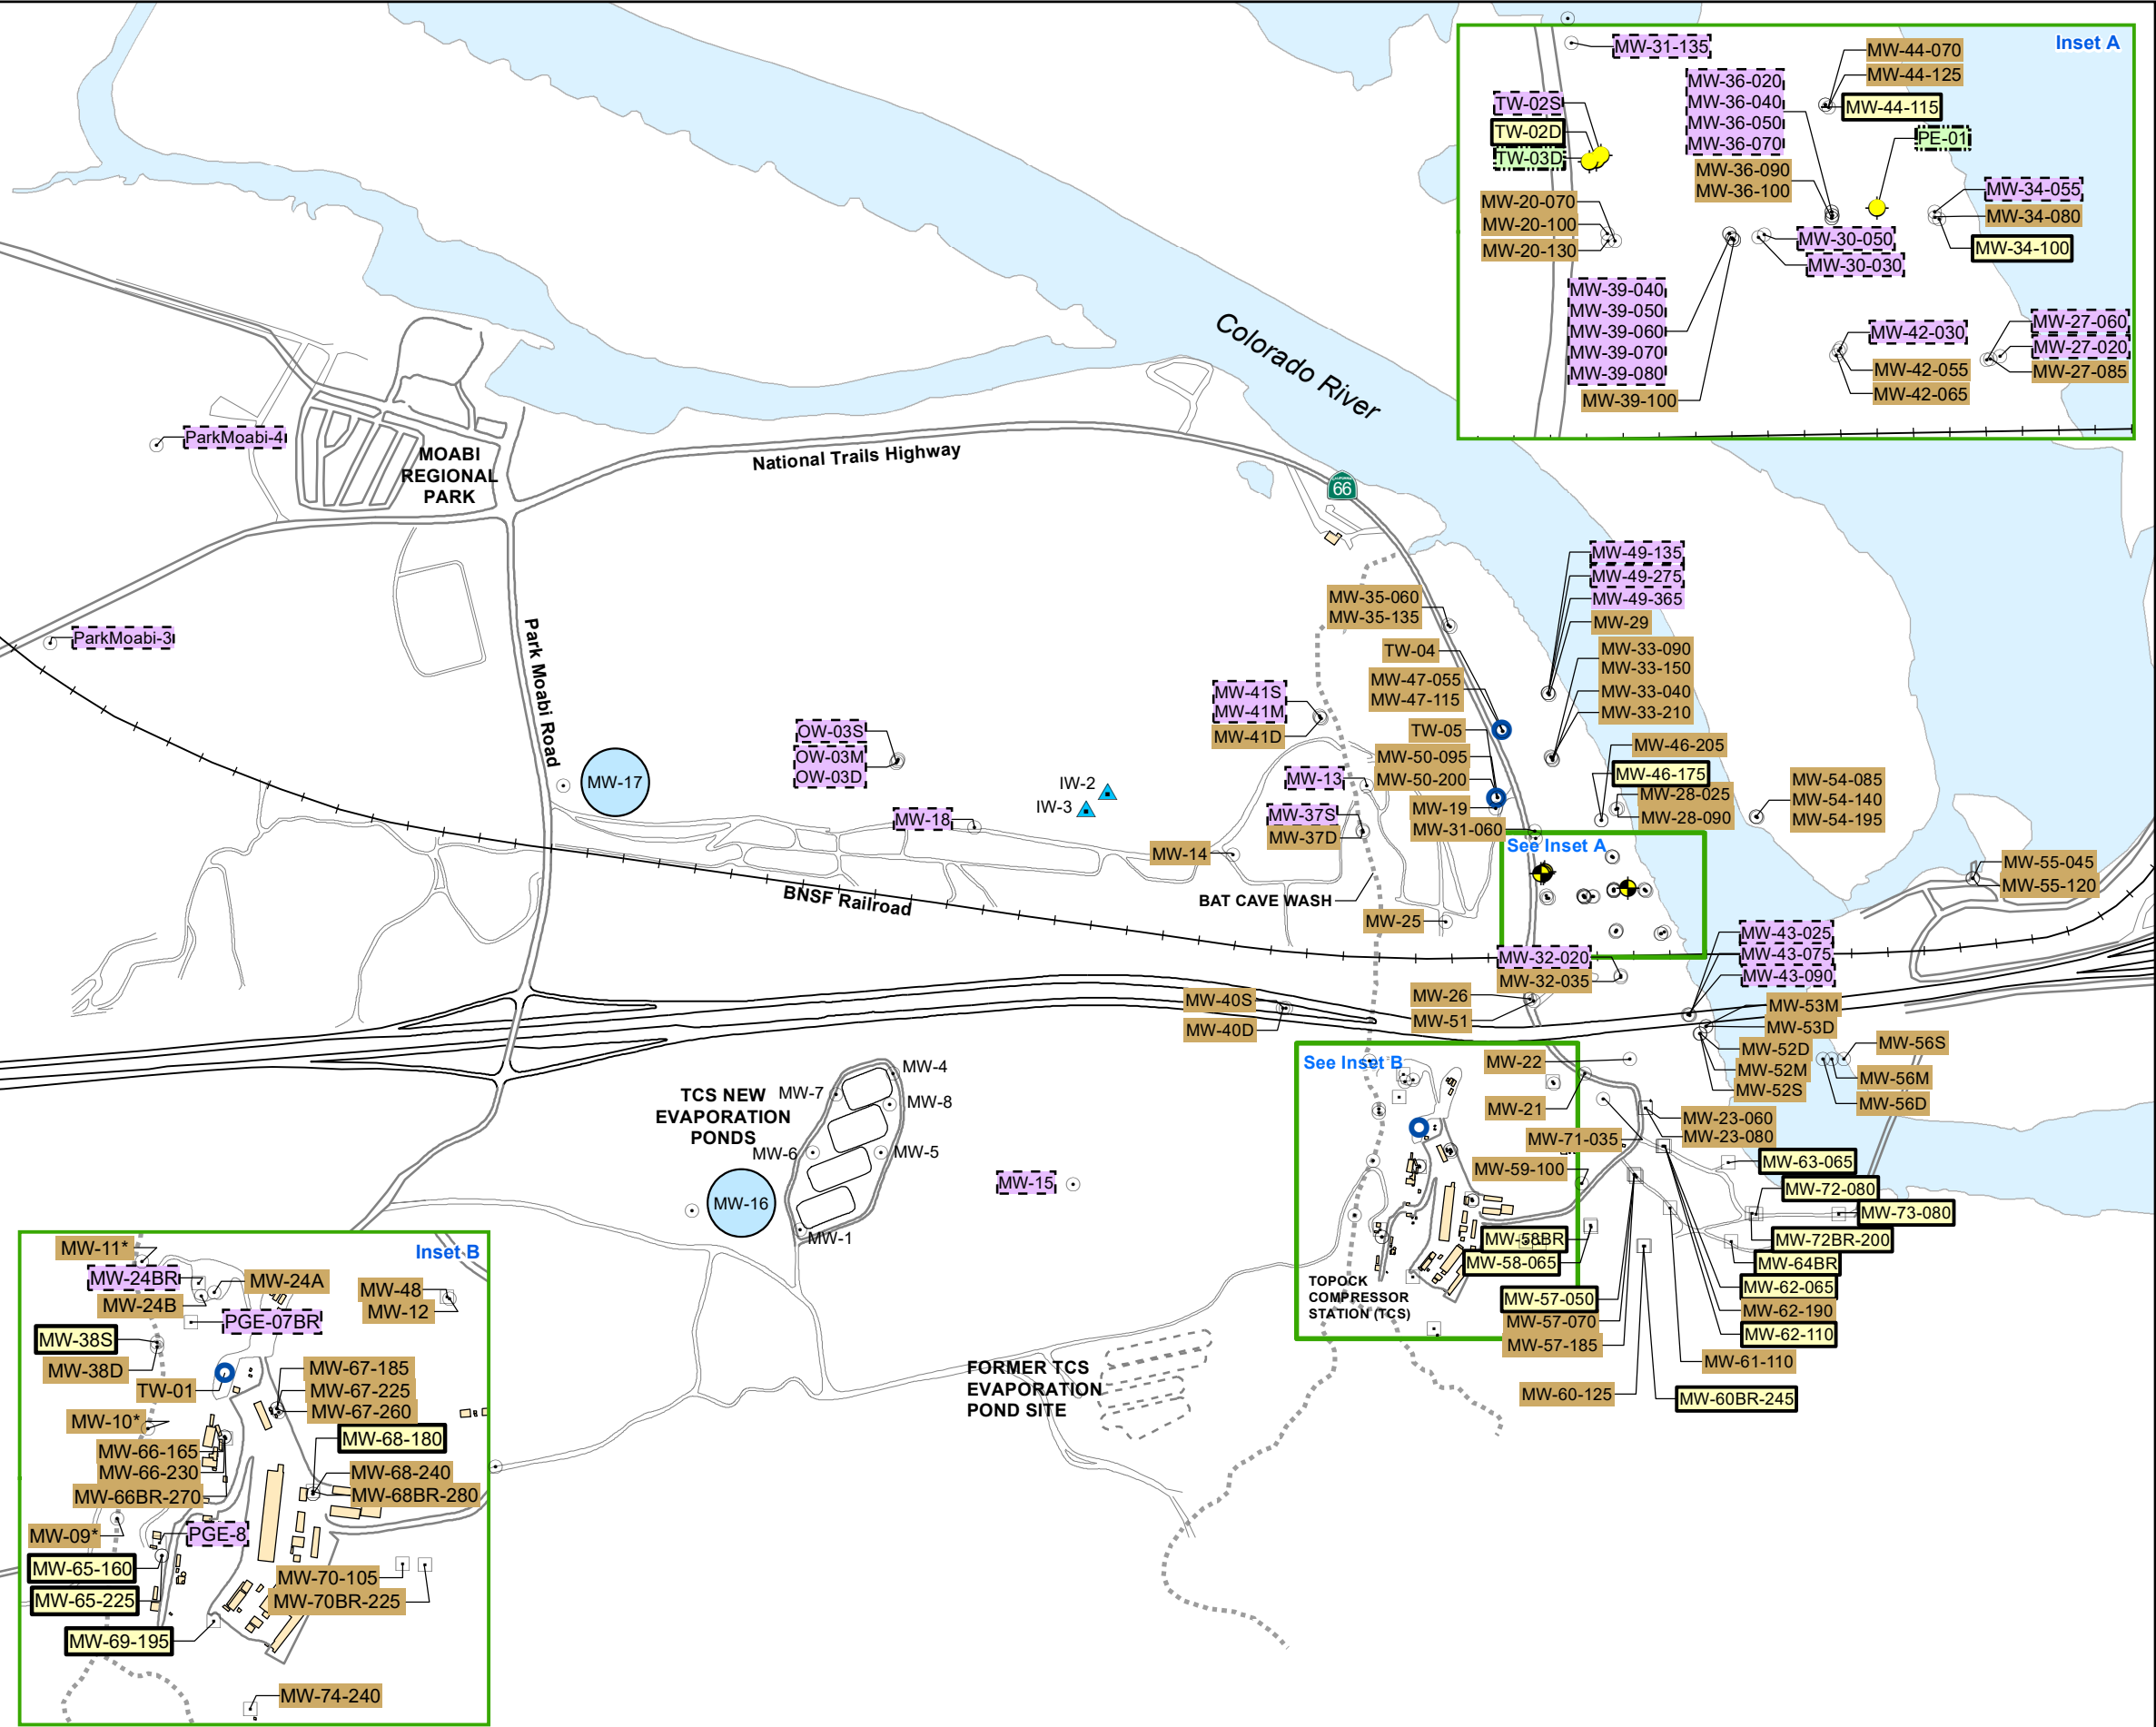 Inset A
MW-31-135
MW-44-070
MW-44-125
MW-44-115
MW-36-020
MW-36-040
MW-36-050
MW-36-070
TW-02S
TW-02D
TW-03D
PE-01
MW-36-090
MW-36-100
MW-34-055
MW-34-080
MW-34-100
MW-20-070
MW-20-100
MW-20-130
MW-30-050
MW-30-030
MW-39-040
MW-39-050
MW-39-060
MW-39-070
MW-39-080
MW-39-100
MW-42-030
MW-42-055
MW-42-065
MW-27-060
MW-27-020
MW-27-085
Colorado River
ParkMoabi-4
MOABI
REGIONAL
PARK
National Trails Highway
CALIFORNIA
66
ParkMoabi-3
Park Moabi Road
MW-49-135
MW-49-275
MW-49-365
MW-29
MW-35-060
MW-35-135
TW-04
MW-33-090
MW-33-150
MW-33-040
MW-33-210
MW-47-055
MW-47-115
MW-41S
MW-41M
MW-41D
TW-05
OW-03S
OW-03M
OW-03D
MW-17
IW-2
IW-3
MW-13
MW-50-095
MW-50-200
MW-46-205
MW-46-175
MW-28-025
MW-28-090
MW-54-085
MW-54-140
MW-54-195
MW-18
MW-37S
MW-37D
MW-19
MW-31-060
See Inset A
MW-14
MW-55-045
MW-55-120
BNSF Railroad
BAT CAVE WASH
MW-25
MW-43-025
MW-43-075
MW-43-090
MW-32-020
MW-32-035
MW-40S
MW-40D
MW-26
MW-51
MW-53M
MW-53D
MW-52D
MW-52M
MW-52S
MW-56S
MW-56M
MW-56D
See Inset B
MW-22
MW-21
TCS NEW
EVAPORATION
PONDS
MW-4
MW-7
MW-8
MW-6
MW-5
MW-16
MW-1
MW-15
MW-23-060
MW-23-080
MW-71-035
MW-59-100
MW-63-065
MW-72-080
MW-73-080
MW-72BR-200
MW-64BR
MW-62-065
MW-62-190
MW-62-110
MW-58BR
MW-58-065
MW-57-050
MW-57-070
MW-57-185
MW-61-110
MW-60-125
MW-60BR-245
TOPOCK
COMPRESSOR
STATION (TCS)
FORMER TCS
EVAPORATION
POND SITE
Inset B
MW-11*
MW-24BR
MW-24A
MW-24B
MW-48
MW-12
PGE-07BR
MW-38S
MW-38D
TW-01
MW-67-185
MW-67-225
MW-67-260
MW-10*
MW-68-180
MW-66-165
MW-66-230
MW-66BR-270
MW-68-240
MW-68BR-280
MW-09*
PGE-8
MW-65-160
MW-65-225
MW-70-105
MW-70BR-225
MW-69-195
MW-74-240